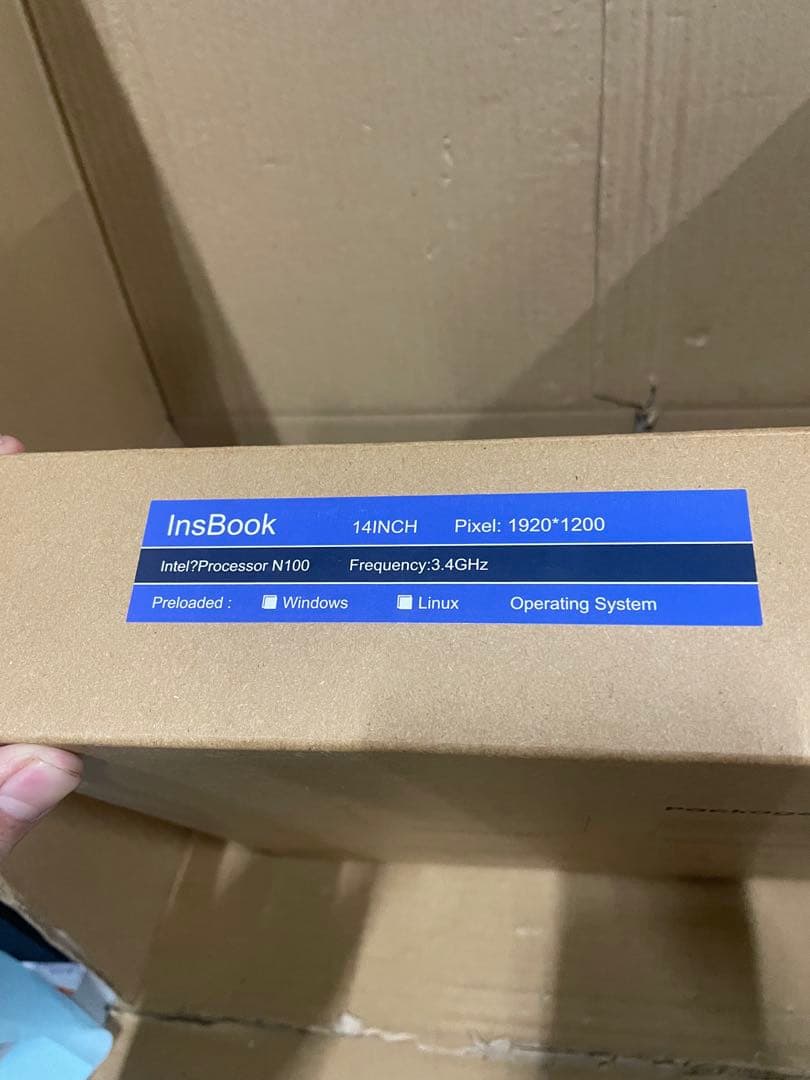 InsBook 14INCH Pixel: 1920*1200
Intel?Processor N100 Frequency:3.4GHz
Preloaded : Windows Linux Operating System